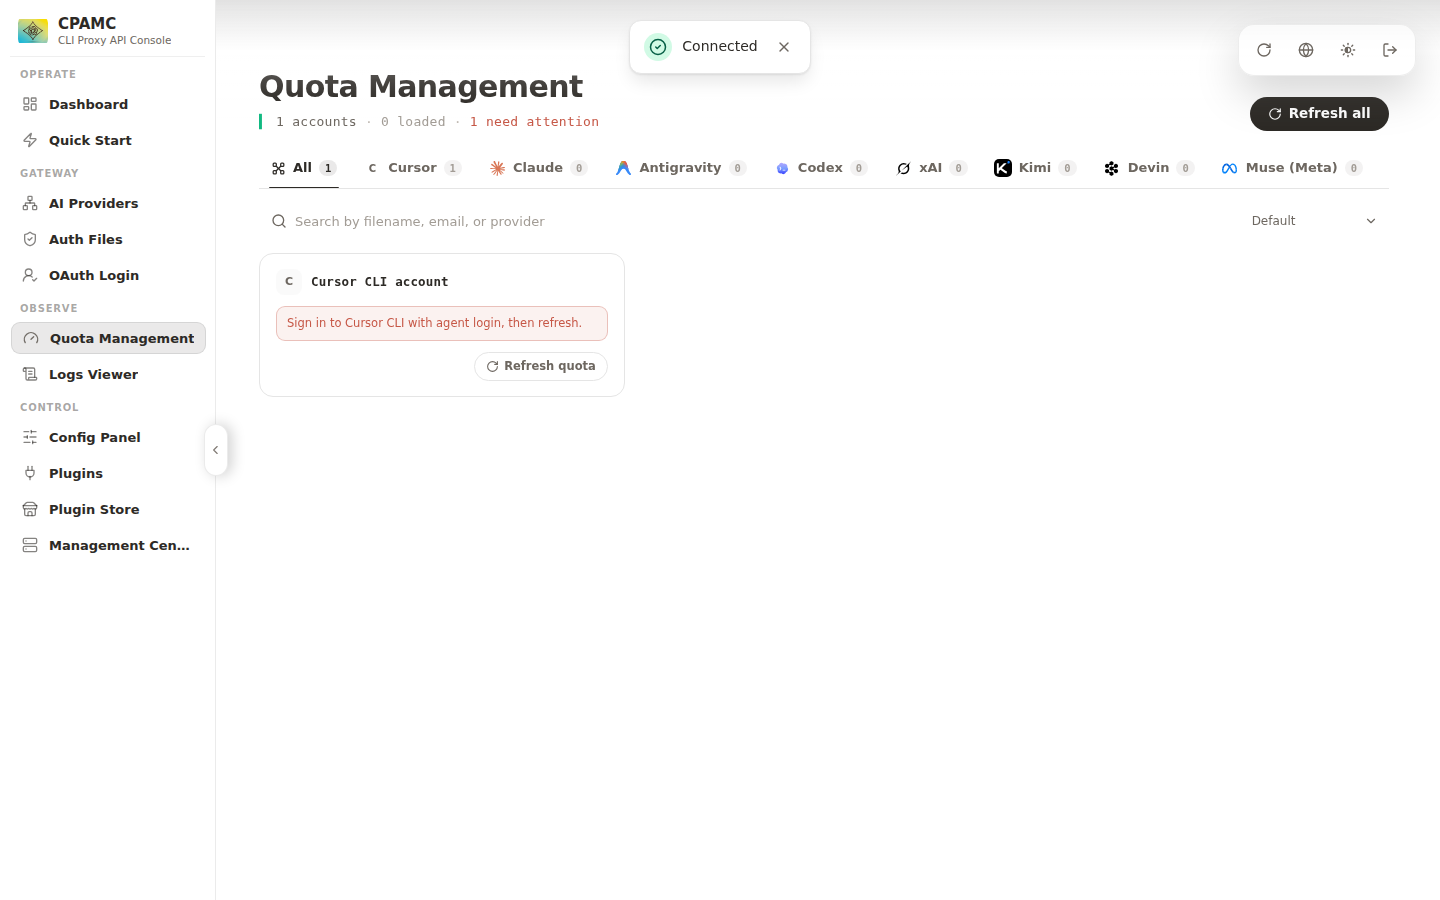 CPAMC
CLI Proxy API Console
OPERATE
Dashboard
Quick Start
GATEWAY
AI Providers
Auth Files
OAuth Login
OBSERVE
Quota Management
Logs Viewer
CONTROL
Config Panel
Plugins
Plugin Store
Management Cen...
Connected
Quota Management
1 accounts · 0 loaded · 1 need attention
Refresh all
All 1
C Cursor 1
Claude 0
Antigravity 0
Codex 0
xAI 0
Kimi 0
Devin 0
Muse (Meta) 0
Search by filename, email, or provider
Default
C Cursor CLI account
Sign in to Cursor CLI with agent login, then refresh.
Refresh quota